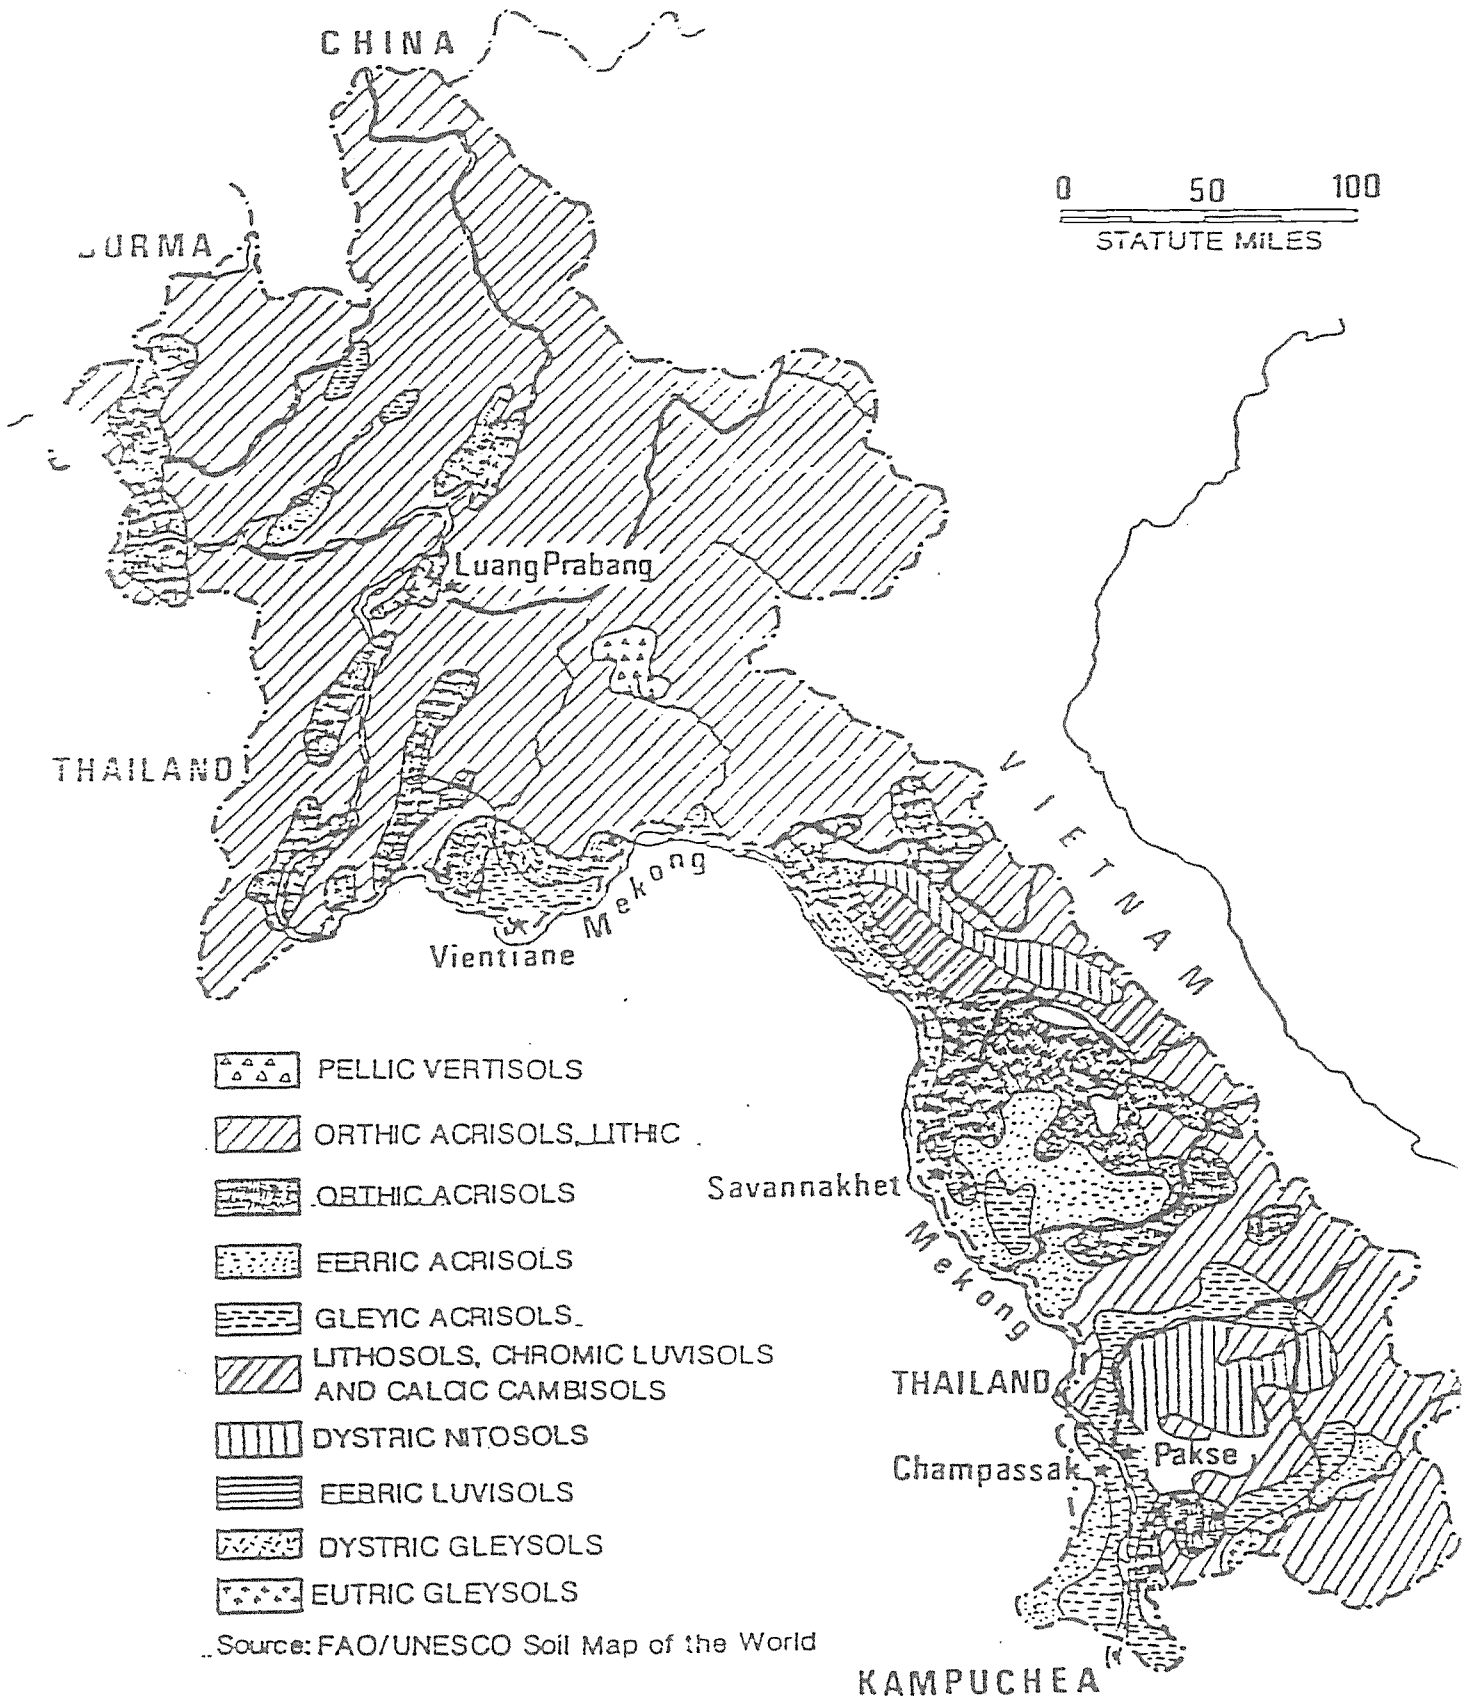 CHINA
0 50 100
STATUTE MILES
URMA
Luang Prabang
THAILAND
VIETNAM
Mekong
Vientiane
PELLIC VERTISOLS
ORTHIC ACRISOLS, LITHIC
ORTHIC ACRISOLS
Savannakhet
EERRIC ACRISOLS
Mekong
GLEYIC ACRISOLS
LITHOSOLS, CHROMIC LUVISOLS
AND CALCIC CAMBISOLS
THAILAND
DYSTRIC NITOSOLS
Pakse
Champassak
EERRIC LUVISOLS
DYSTRIC GLEYSOLS
EUTRIC GLEYSOLS
Source: FAO/UNESCO Soil Map of the World
KAMPUCHEA